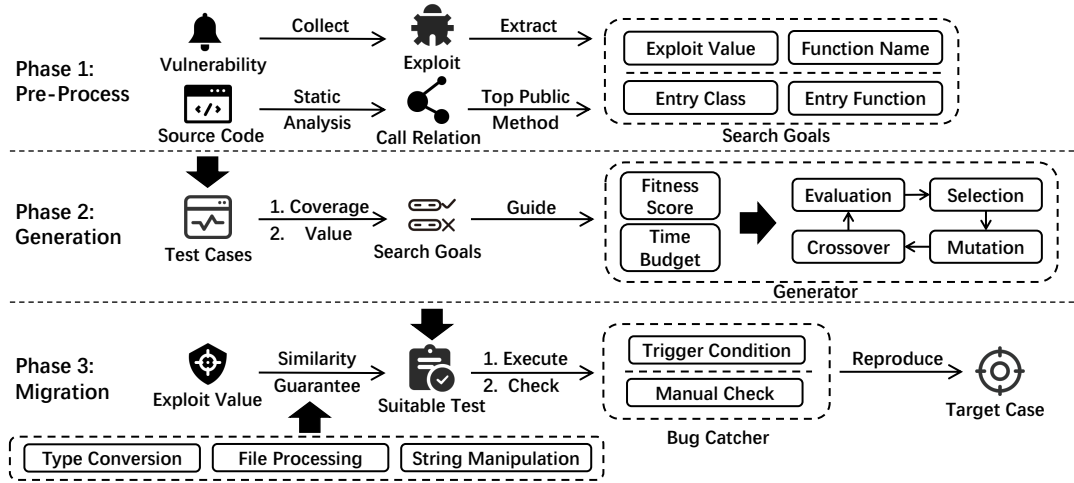 Phase 1:
Pre-Process
Vulnerability
Collect
Exploit
Extract
Exploit Value
Function Name
Entry Class
Entry Function
Search Goals
</>
Source Code
Static
Analysis
Call Relation
Top Public
Method
Phase 2:
Generation
Test Cases
1. Coverage
2. Value
Search Goals
Guide
Fitness
Score
Time
Budget
Evaluation
Selection
Crossover
Mutation
Generator
Phase 3:
Migration
Exploit Value
Similarity
Guarantee
Suitable Test
1. Execute
2. Check
Trigger Condition
Manual Check
Bug Catcher
Reproduce
Target Case
Type Conversion
File Processing
String Manipulation